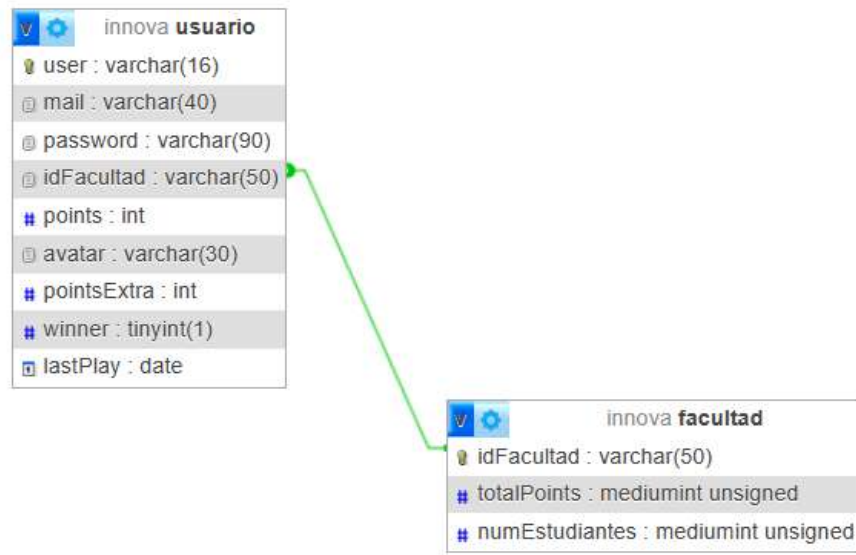 V innova usuario
user : varchar(16)
mail : varchar(40)
password : varchar(90)
idFacultad : varchar(50)
# points : int
avatar : varchar(30)
# pointsExtra : int
# winner : tinyint(1)
lastPlay : date
V innova facultad
idFacultad : varchar(50)
# totalPoints : mediumint unsigned
# numEstudiantes : mediumint unsigned